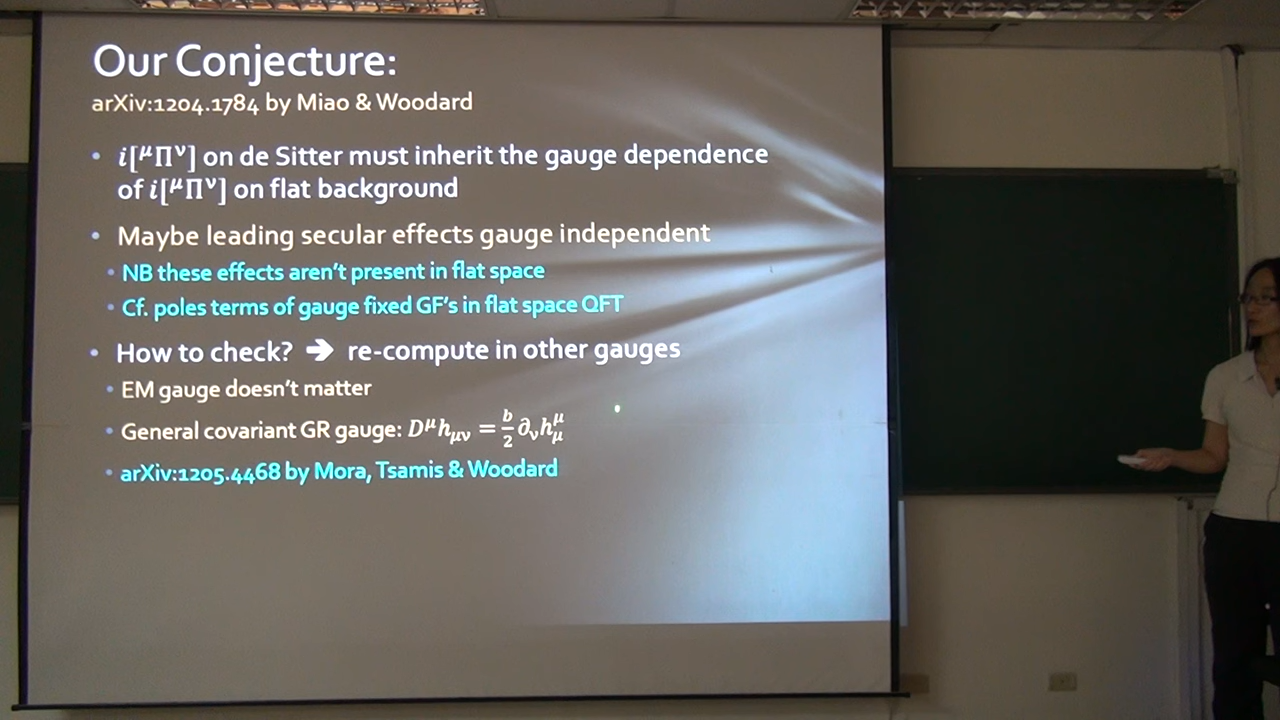 Our Conjecture:
arXiv:1204.1784 by Miao & Woodard
• i[ᵘΠᵛ] on de Sitter must inherit the gauge dependence
of i[ᵘΠᵛ] on flat background
• Maybe leading secular effects gauge independent
• NB these effects aren't present in flat space
• Cf. poles terms of gauge fixed GF's in flat space QFT
• How to check? ➔ re-compute in other gauges
• EM gauge doesn't matter
• General covariant GR gauge: D^μ h_μν = b/2 ∂_ν h^μ_μ
• arXiv:1205.4468 by Mora, Tsamis & Woodard